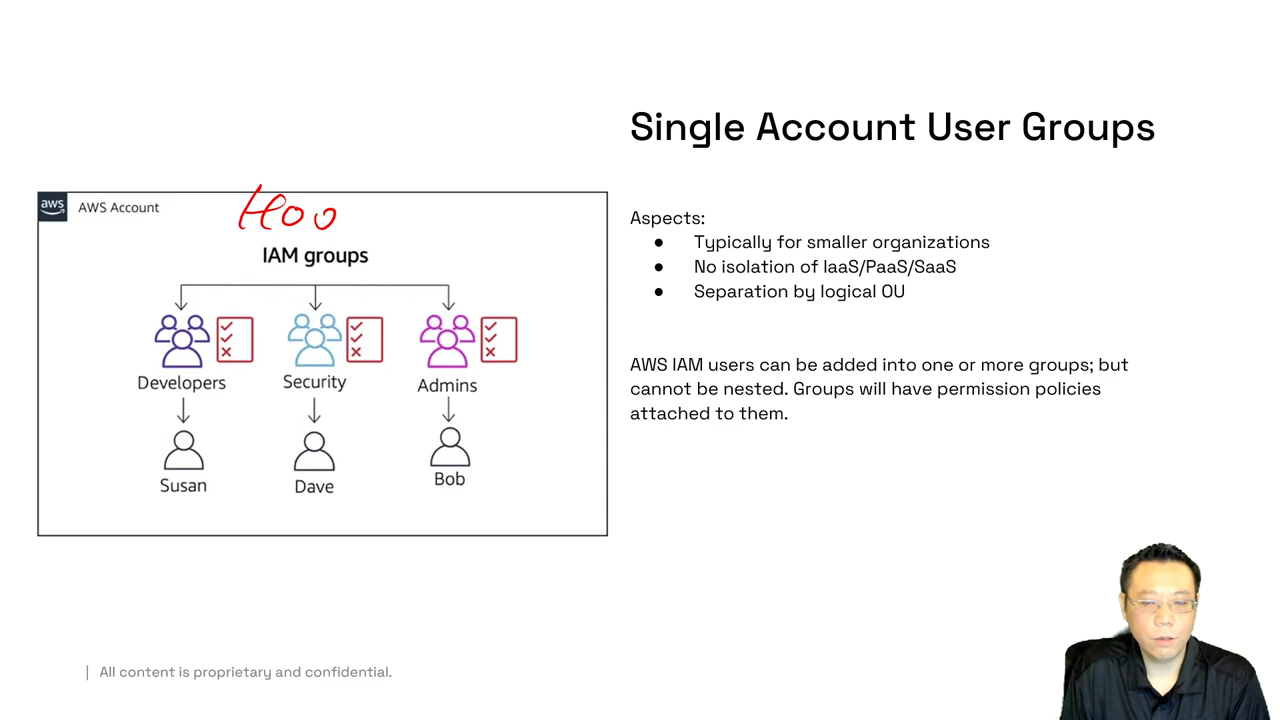 Single Account User Groups
aws AWS Account
Hoo
IAM groups
Developers
Security
Admins
Susan
Dave
Bob
Aspects:
● Typically for smaller organizations
● No isolation of IaaS/PaaS/SaaS
● Separation by logical OU
AWS IAM users can be added into one or more groups; but
cannot be nested. Groups will have permission policies
attached to them.
| All content is proprietary and confidential.